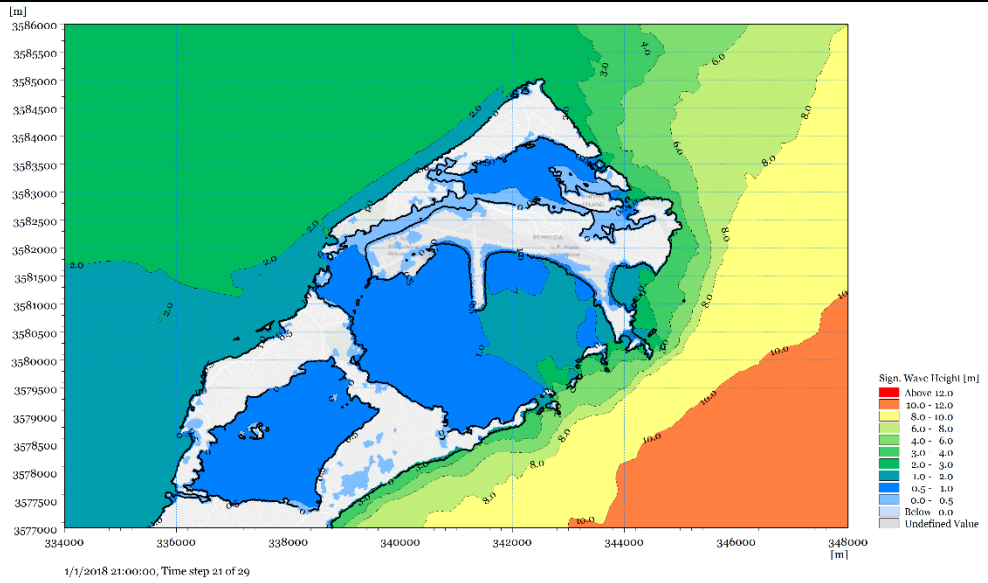 [m]
3586000
3585500
3585000
3584500
3584000
3583500
3583000
3582500
3582000
3581500
3581000
3580500
3580000
3579500
3579000
3578500
3578000
3577500
3577000
334000 336000 338000 340000 342000 344000 346000 348000
[m]
4.0
3.0
6.0
8.0
2.0
6.0
8.0
2.0
BERMUDA
2.0
8.0
2.0
8.0
10.0
0.5
1.0
10.0
10.0
0.5
8.0
8.0
10.0
Sign. Wave Height [m]
Above 12.0
10.0 - 12.0
8.0 - 10.0
6.0 - 8.0
4.0 - 6.0
3.0 - 4.0
2.0 - 3.0
1.0 - 2.0
0.5 - 1.0
0.0 - 0.5
Below 0.0
Undefined Value
1/1/2018 21:00:00, Time step 21 of 29